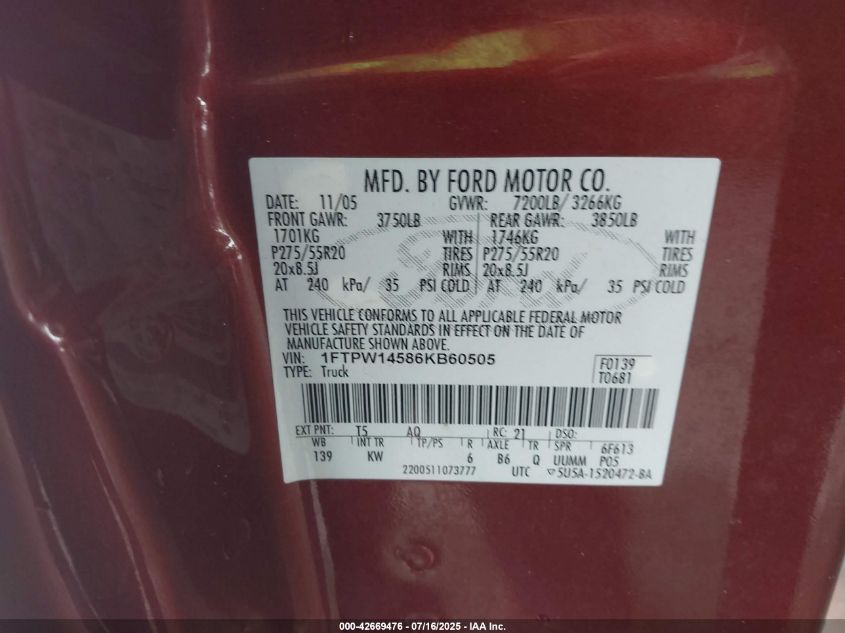 MFD. BY FORD MOTOR CO.
DATE: 11/05 GVWR: 7200LB/ 3266KG
FRONT GAWR: 3750LB REAR GAWR: 3850LB
1701KG WITH 1746KG WITH
P275/55R20 TIRES P275/55R20 TIRES
20x8.5J RIMS 20x8.5J RIMS
AT 240 kPa/ 35 PSI COLD AT 240 kPa/ 35 PSI COLD
THIS VEHICLE CONFORMS TO ALL APPLICABLE FEDERAL MOTOR
VEHICLE SAFETY STANDARDS IN EFFECT ON THE DATE OF
MANUFACTURE SHOWN ABOVE.
VIN: 1FTPW14586KB60505 F0139
TYPE: Truck T0681
EXT PNT: T5 AQ RC: 21 DSO:
WB INT TR TP/PS R AXLE TR SPR 6F613
139 KW 6 B6 Q UUMM POS
2200511073777 UTC 5U5A-1520472-BA
000-42669476 - 07/16/2025 - IAA Inc.